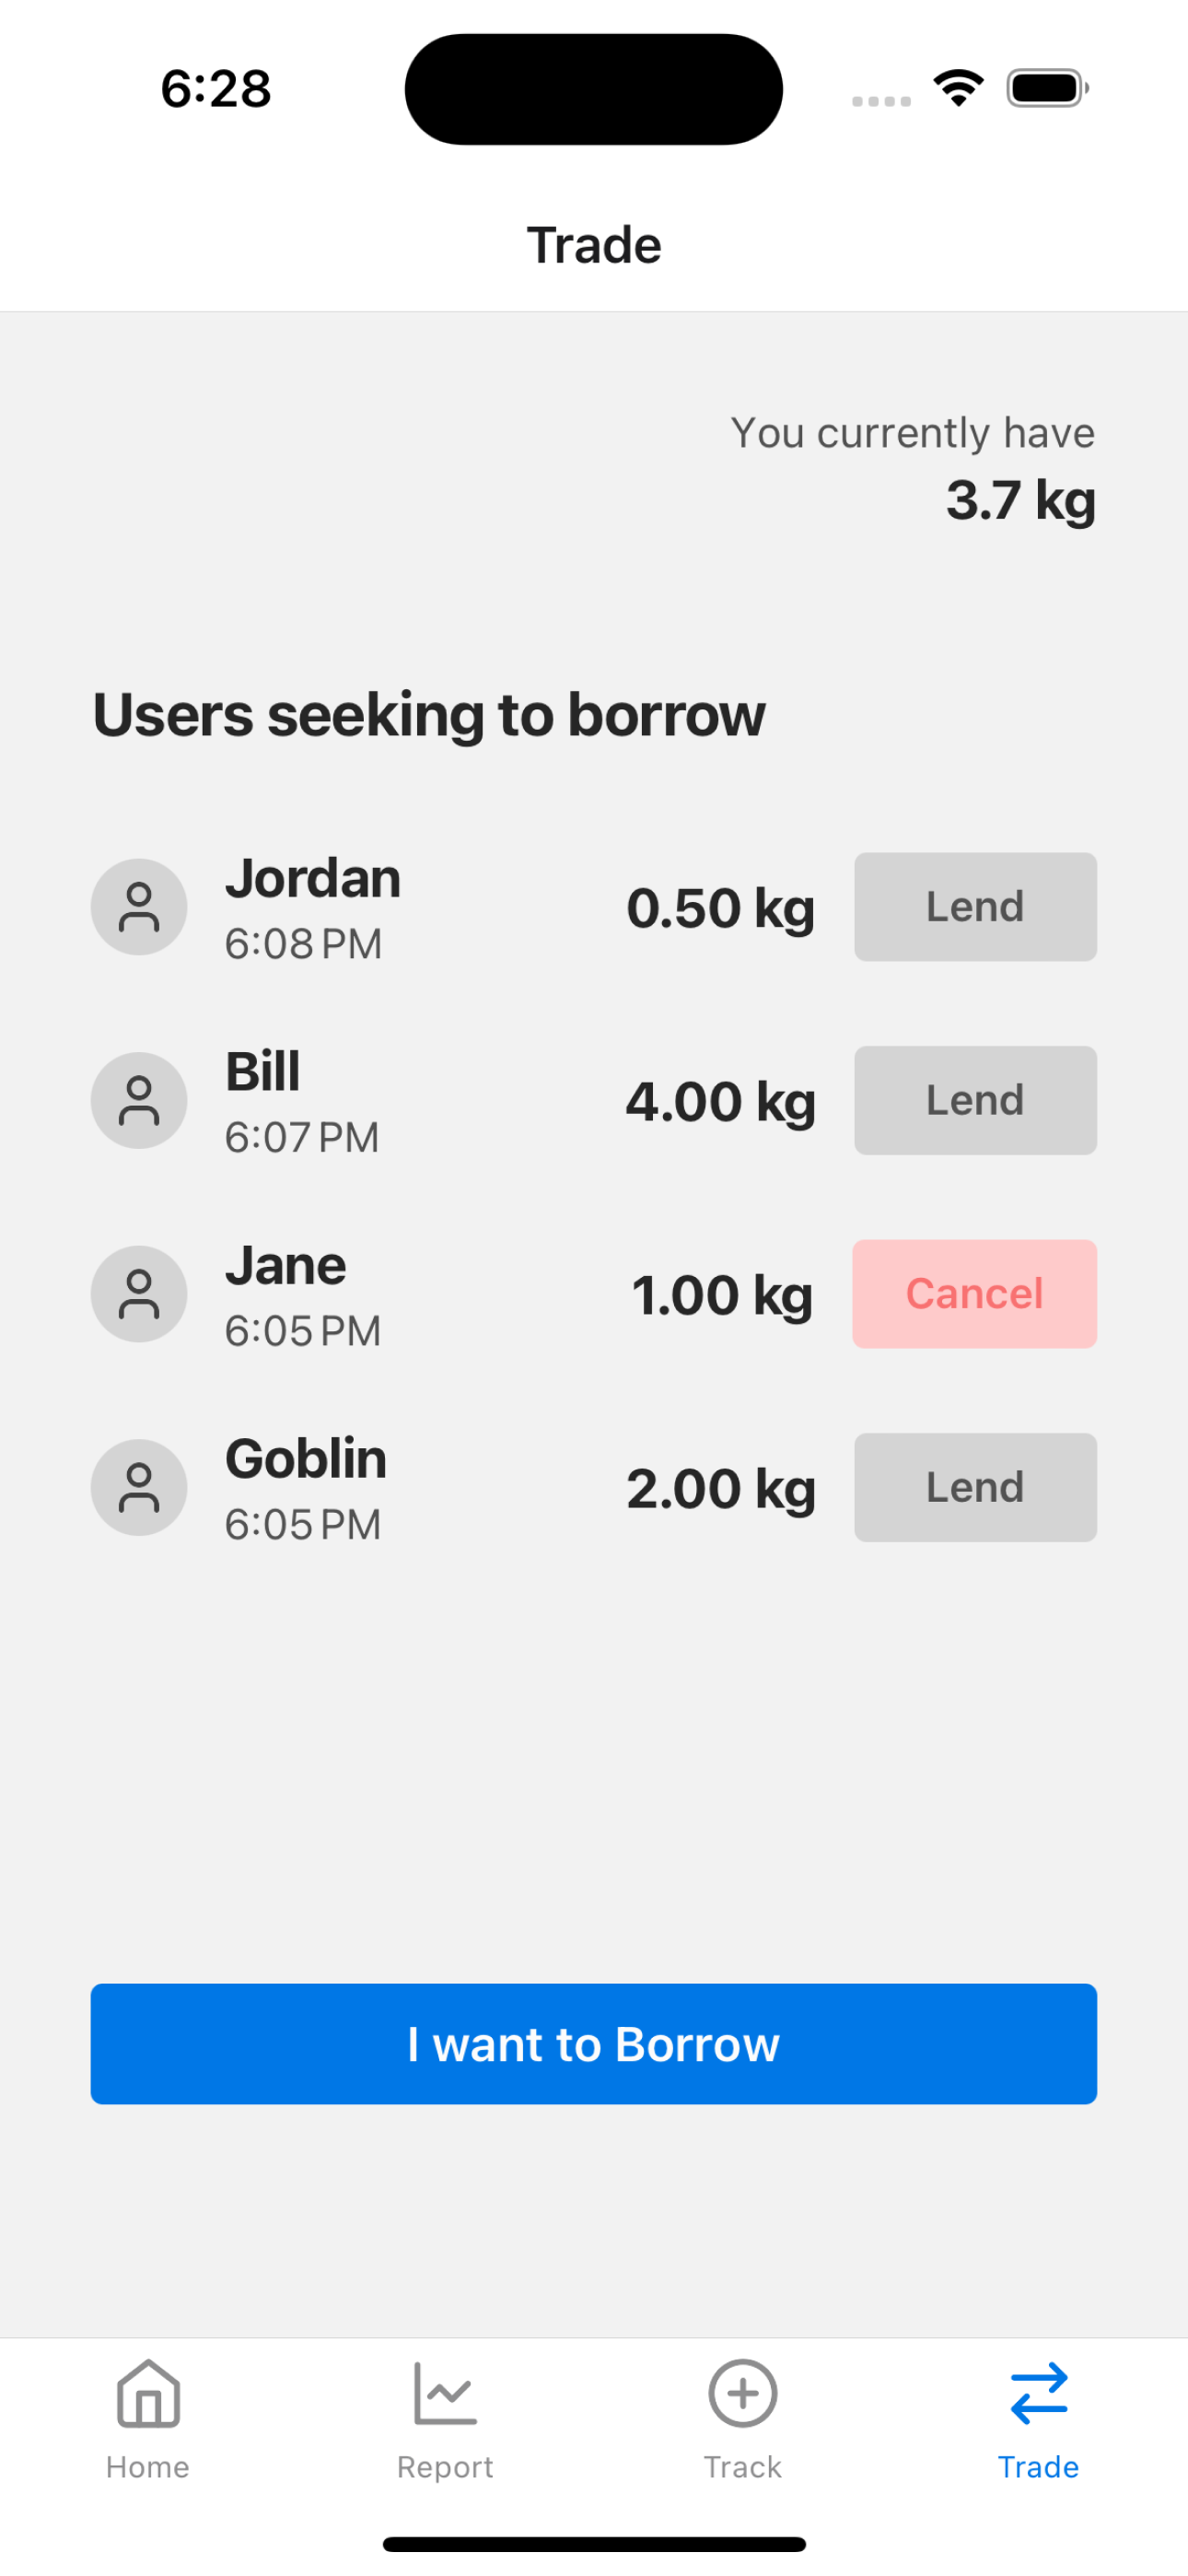 6:28
Trade
You currently have
3.7 kg
Users seeking to borrow
Jordan
6:08 PM
0.50 kg
Lend
Bill
6:07 PM
4.00 kg
Lend
Jane
6:05 PM
1.00 kg
Cancel
Goblin
6:05 PM
2.00 kg
Lend
I want to Borrow
Home
Report
Track
Trade